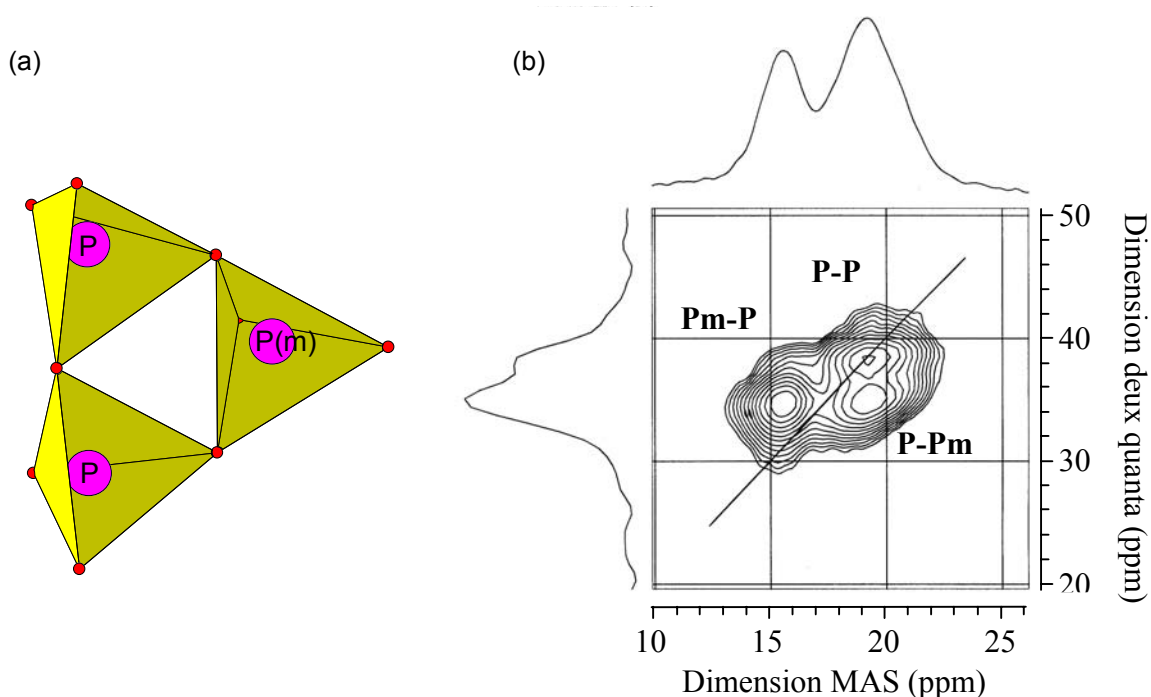 (a)
P
P(m)
P
(b)
P-P
Pm-P
P-Pm
50
40
30
20
Dimension deux quanta (ppm)
10 15 20 25
Dimension MAS (ppm)